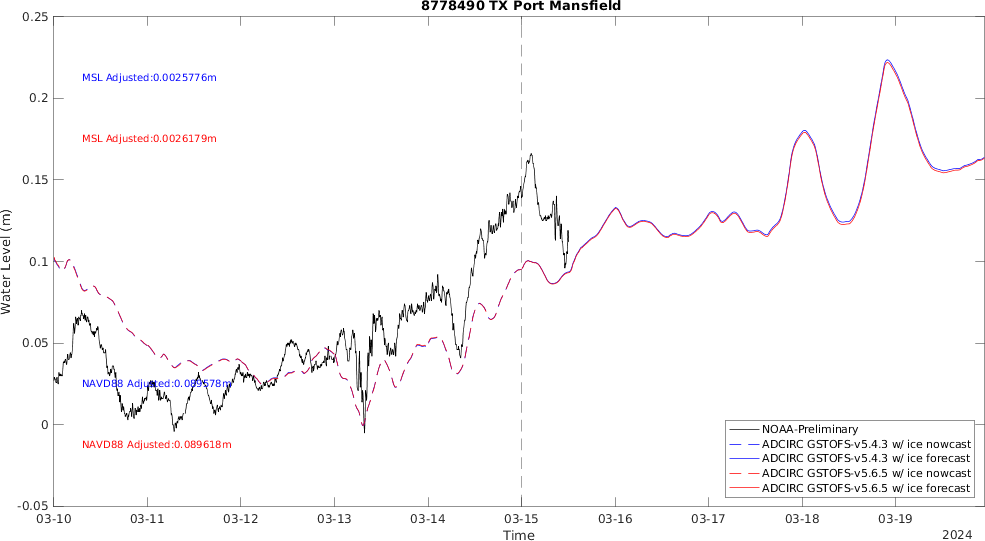 8778490 TX Port Mansfield
0.25
0.2
0.15
0.1
0.05
0
-0.05
Water Level (m)
MSL Adjusted:0.0025776m
MSL Adjusted:0.0026179m
NAVD88 Adjusted:0.089578m
NAVD88 Adjusted:0.089618m
NOAA-Preliminary
ADCIRC GSTOFS-v5.4.3 w/ ice nowcast
ADCIRC GSTOFS-v5.4.3 w/ ice forecast
ADCIRC GSTOFS-v5.6.5 w/ ice nowcast
ADCIRC GSTOFS-v5.6.5 w/ ice forecast
03-10 03-11 03-12 03-13 03-14 03-15 03-16 03-17 03-18 03-19
Time
2024